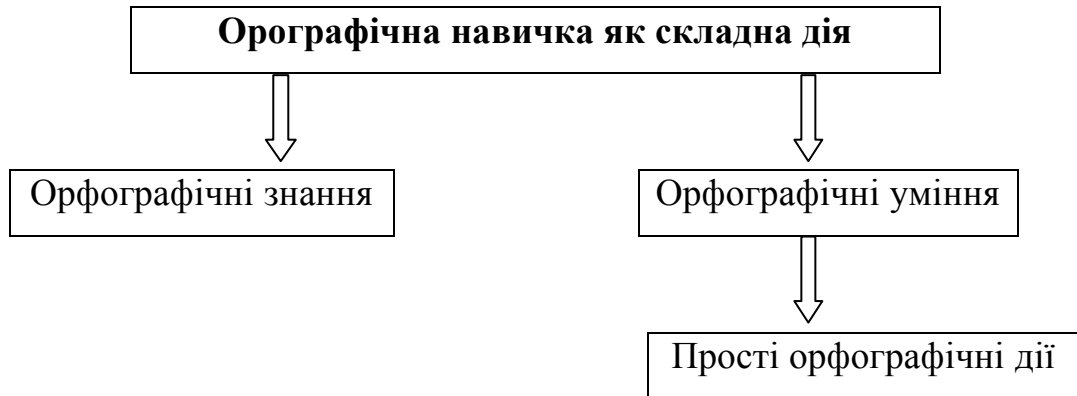 Орографічна навичка як складна дія
Орфографічні знання
Орфографічні уміння
Прості орфографічні дії